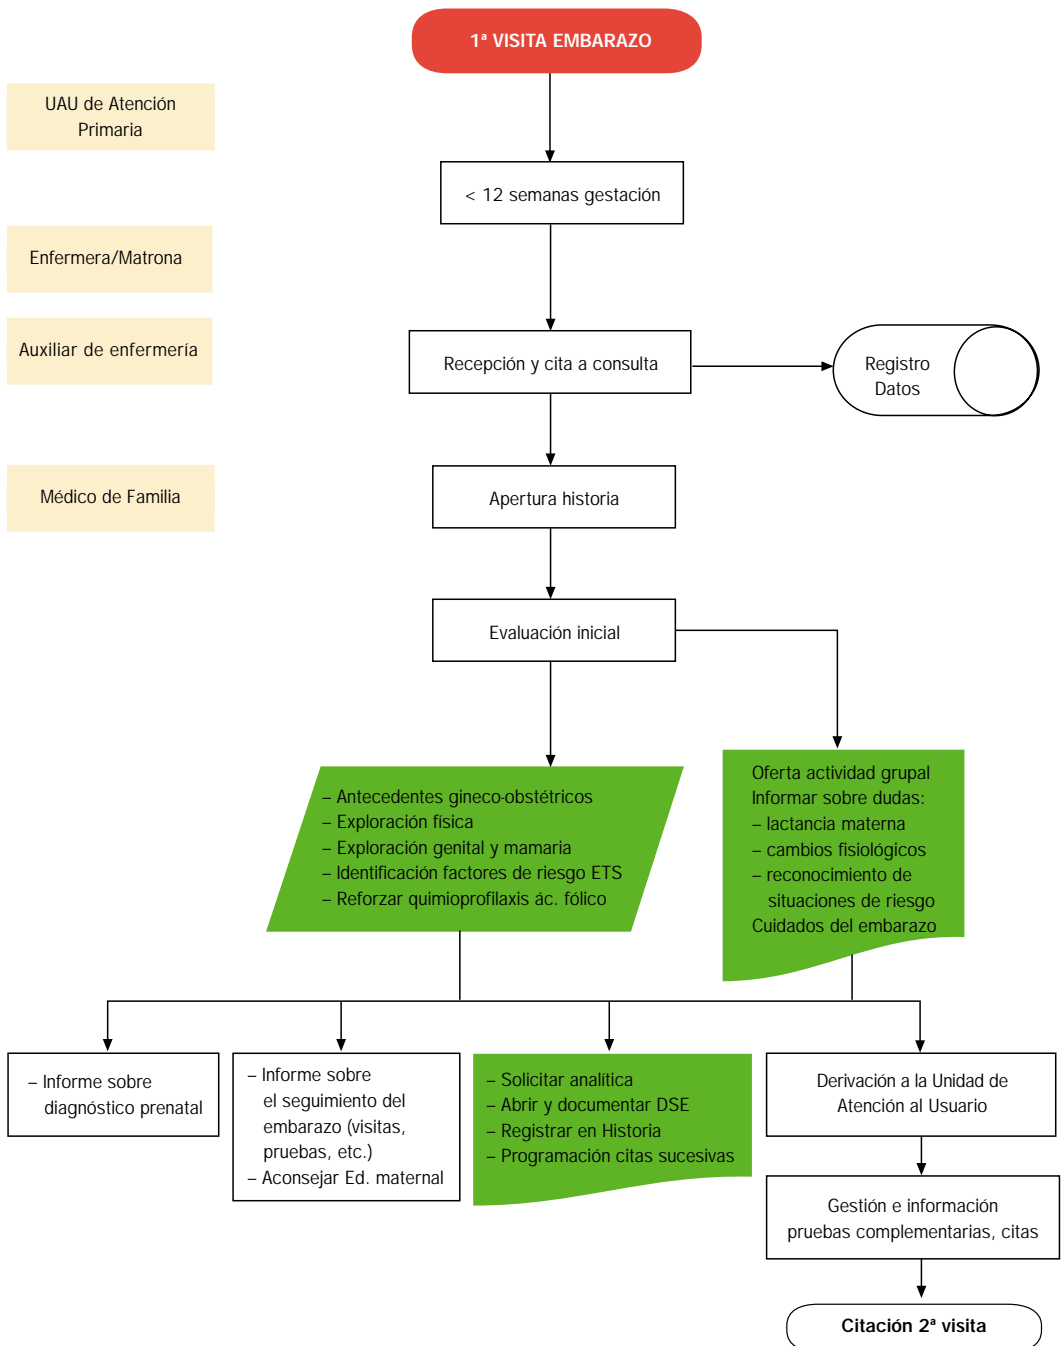 1ª VISITA EMBARAZO
UAU de Atención
Primaria
< 12 semanas gestación
Enfermera/Matrona
Auxiliar de enfermería
Recepción y cita a consulta
Registro
Datos
Médico de Familia
Apertura historia
Evaluación inicial
– Antecedentes gineco-obstétricos
– Exploración física
– Exploración genital y mamaria
– Identificación factores de riesgo ETS
– Reforzar quimioprofilaxis ác. fólico
Oferta actividad grupal
Informar sobre dudas:
– lactancia materna
– cambios fisiológicos
– reconocimiento de
situaciones de riesgo
Cuidados del embarazo
– Informe sobre
diagnóstico prenatal
– Informe sobre
el seguimiento del
embarazo (visitas,
pruebas, etc.)
– Aconsejar Ed. maternal
– Solicitar analítica
– Abrir y documentar DSE
– Registrar en Historia
– Programación citas sucesivas
Derivación a la Unidad de
Atención al Usuario
Gestión e información
pruebas complementarias, citas
Citación 2ª visita